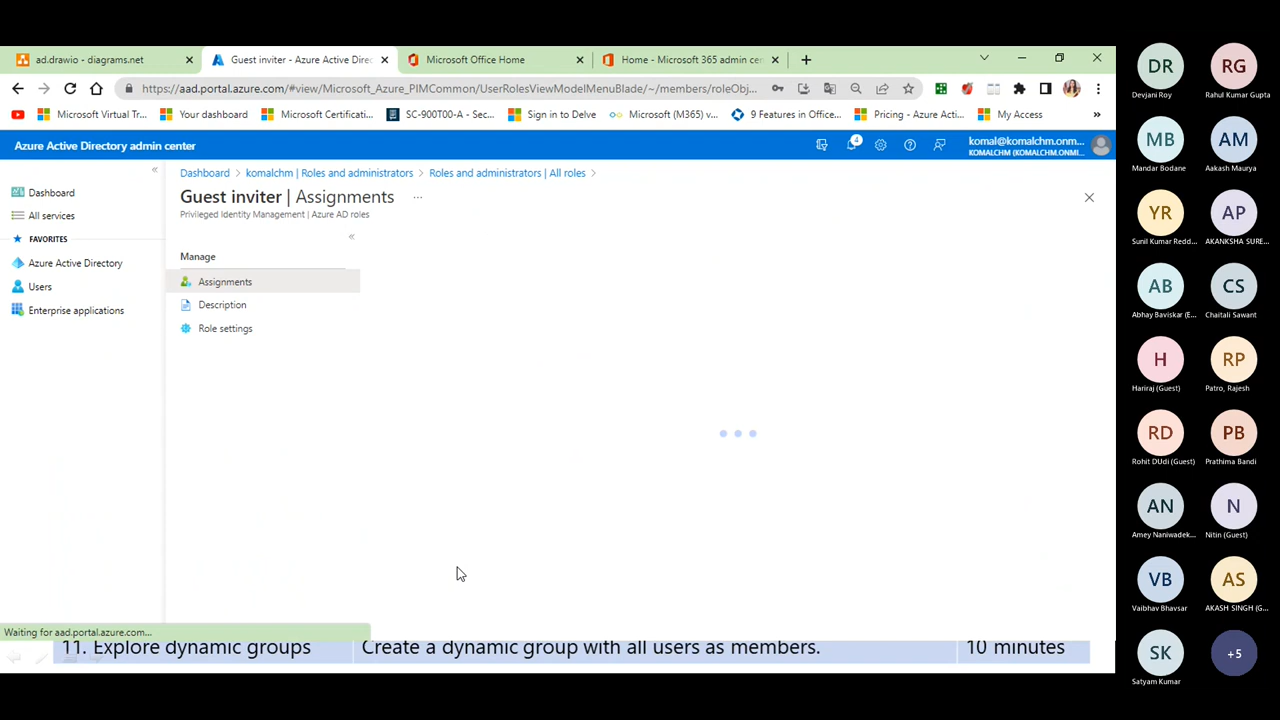 ad.drawio - diagrams.net
Guest inviter - Azure Active Direc
Microsoft Office Home
Home - Microsoft 365 admin cen
https://aad.portal.azure.com/#view/Microsoft_Azure_PIMCommon/UserRolesViewModelMenuBlade/~/members/roleObj...
Microsoft Virtual Tr...
Your dashboard
Microsoft Certificati...
SC-900T00-A - Sec...
Sign in to Delve
Microsoft (M365) v...
9 Features in Office...
Pricing - Azure Acti...
My Access
Azure Active Directory admin center
4
komal@komalchm.onm...
KOMALCHM (KOMALCHM.ONMI...
Dashboard
All services
FAVORITES
Azure Active Directory
Users
Enterprise applications
Dashboard > komalchm | Roles and administrators > Roles and administrators | All roles >
Guest inviter | Assignments ...
Privileged Identity Management | Azure AD roles
Manage
Assignments
Description
Role settings
Waiting for aad.portal.azure.com...
11. Explore dynamic groups Create a dynamic group with all users as members. 10 minutes
DR RG
Devjani Roy Rahul Kumar Gupta
MB AM
Mandar Bodane Aakash Maurya
YR AP
Sunil Kumar Redd... AKANKSHA SURE...
AB CS
Abhay Baviskar (E... Chaitali Sawant
H RP
Hariraj (Guest) Patro, Rajesh
RD PB
Rohit DUdi (Guest) Prathima Bandi
AN N
Amey Naniwadek... Nitin (Guest)
VB AS
Vaibhav Bhavsar AKASH SINGH (G...
SK +5
Satyam Kumar